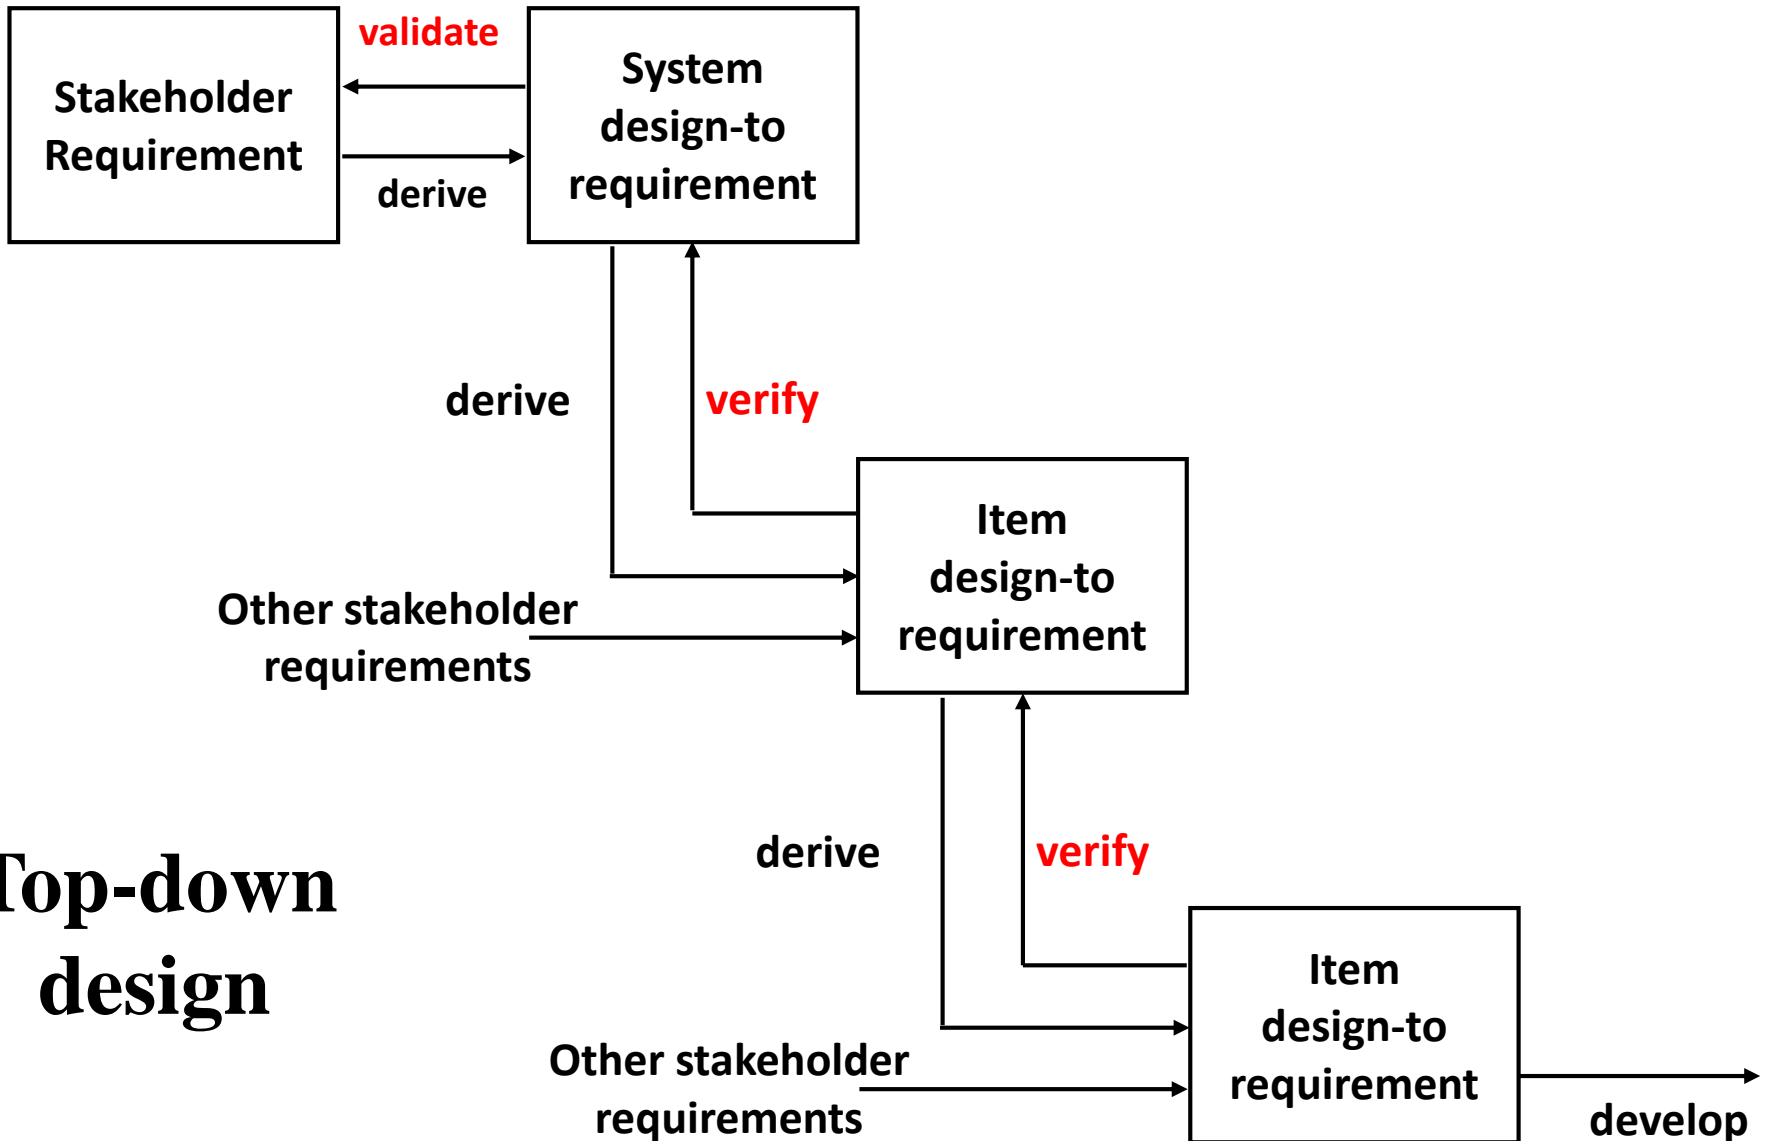 validate
Stakeholder
Requirement
derive
System
design-to
requirement
derive
verify
Item
design-to
requirement
Other stakeholder
requirements
derive
verify
Top-down
design
Item
design-to
requirement
Other stakeholder
requirements
develop